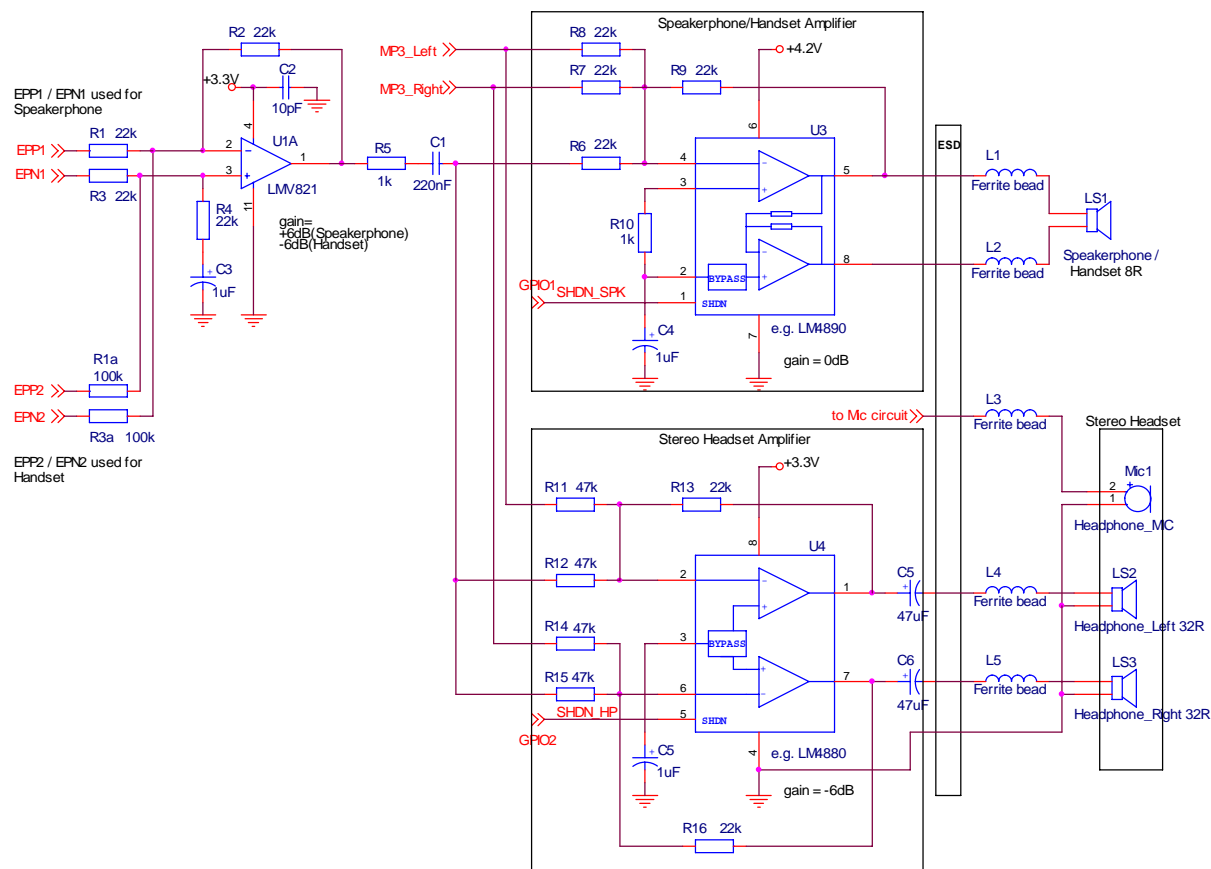 Speakerphone/Handset Amplifier
R2 22k
R8 22k
MP3_Left
+4.2V
C2
R7 22k
R9 22k
+3.3V
MP3_Right
10pF
EPP1 / EPN1 used for
Speakerphone
4
6
U3
R1 22k
U1A
ESD
C1
R6 22k
L1
EPP1
2
1
R5
4
5
EPN1
3
1k
220nF
3
Ferrite bead
LS1
R3 22k
LMV821
R4
22k
11
gain=
+6dB(Speakerphone)
-6dB(Handset)
R10
1k
L2
C3
1uF
2
BYPASS
8
Ferrite bead
Speakerphone /
Handset 8R
GPIO1
SHDN_SPK
1
SHDN
C4
1uF
7
e.g. LM4890
gain = 0dB
R1a
100k
EPP2
EPN2
R3a 100k
to Mic circuit
L3
Ferrite bead
Stereo Headset
Stereo Headset Amplifier
EPP2 / EPN2 used for
Handset
+3.3V
Mic1
R11 47k
R13 22k
2
1
Headphone_MC
8
U4
R12 47k
2
1
C5
47uF
L4
Ferrite bead
LS2
Headphone_Left 32R
R14 47k
3
BYPASS
R15 47k
6
7
C6
47uF
L5
Ferrite bead
LS3
Headphone_Right 32R
SHDN_HP
5
SHDN
GPIO2
C5
1uF
4
e.g. LM4880
gain = -6dB
R16 22k